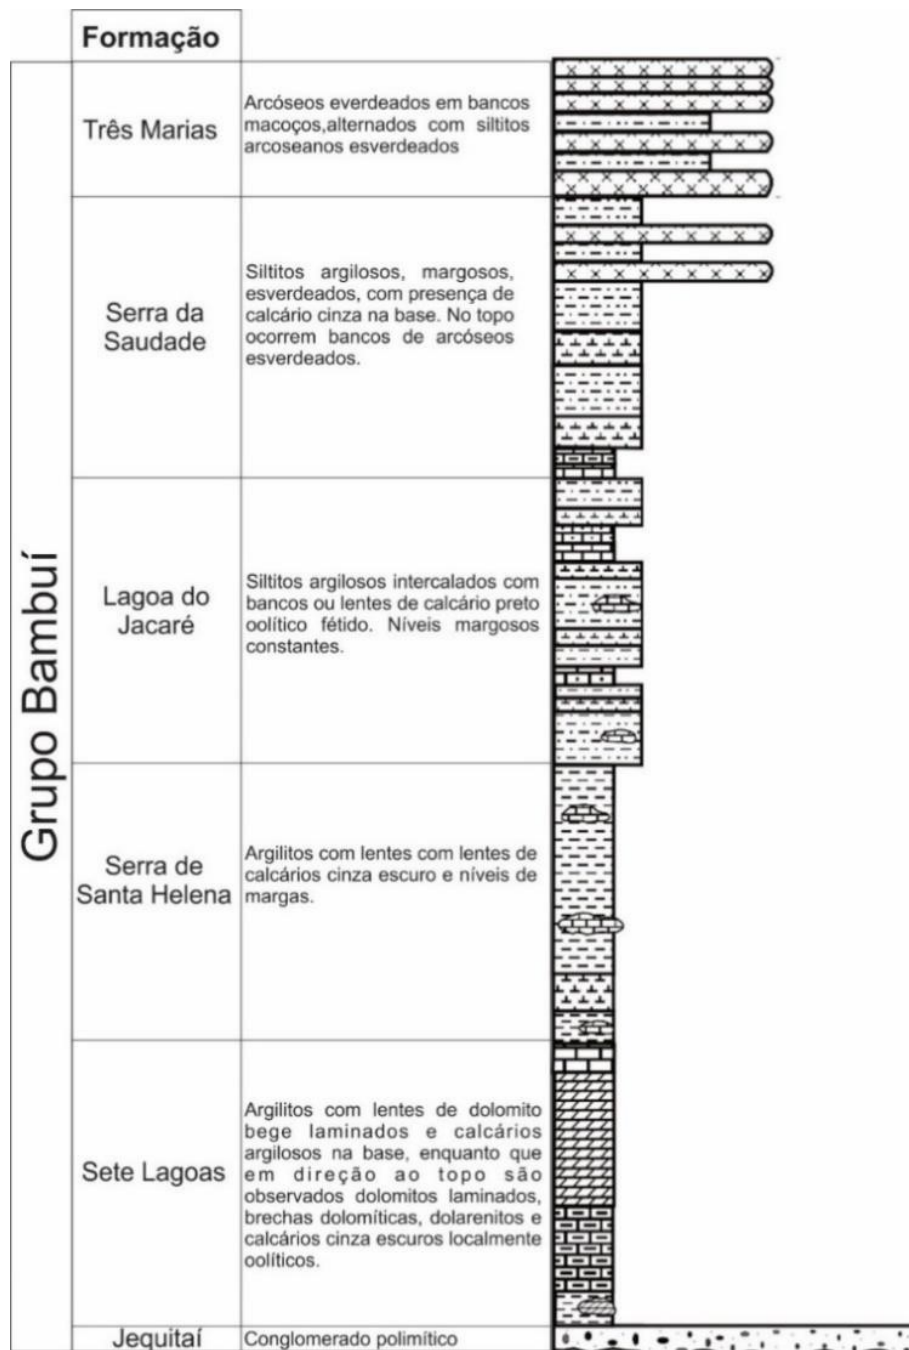 Formação
Grupo Bambuí
Três Marias
Arcóseos everdeados em bancos
macoços,alternados com siltitos
arcoseanos esverdeados
Serra da
Saudade
Siltitos argilosos, margosos,
esverdeados, com presença de
calcário cinza na base. No topo
ocorrem bancos de arcóseos
esverdeados.
Lagoa do
Jacaré
Siltitos argilosos intercalados com
bancos ou lentes de calcário preto
oolítico fétido. Níveis margosos
constantes.
Serra de
Santa Helena
Argilitos com lentes com lentes de
calcários cinza escuro e níveis de
margas.
Sete Lagoas
Argilitos com lentes de dolomito
bege laminados e calcários
argilosos na base, enquanto que
em direção ao topo são
observados dolomitos laminados,
brechas dolomíticas, dolarenitos e
calcários cinza escuros localmente
oolíticos.
Jequitaí
Conglomerado polimítico